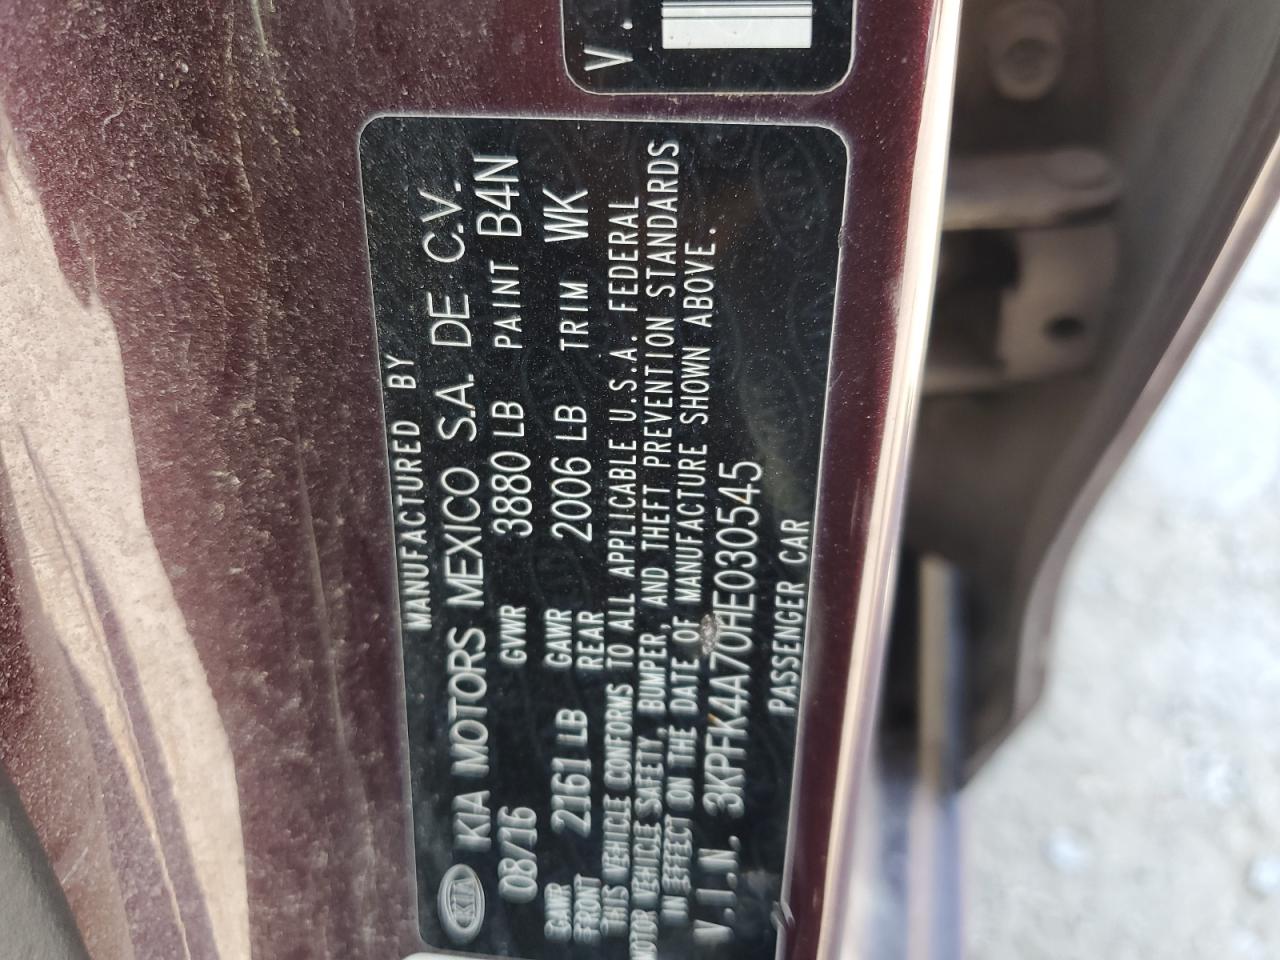 MANUFACTURED BY
KIA KIA MOTORS MEXICO S.A. DE C.V.
08/16 GVWR 3880 LB PAINT B4N
GAWR FRONT 2161 LB GAWR REAR 2006 LB TRIM WK
THIS VEHICLE CONFORMS TO ALL APPLICABLE U.S.A. FEDERAL
MOTOR VEHICLE SAFETY, BUMPER, AND THEFT PREVENTION STANDARDS
IN EFFECT ON THE DATE OF MANUFACTURE SHOWN ABOVE.
V.I.N. 3KPFK4A70HE030545
PASSENGER CAR
V.